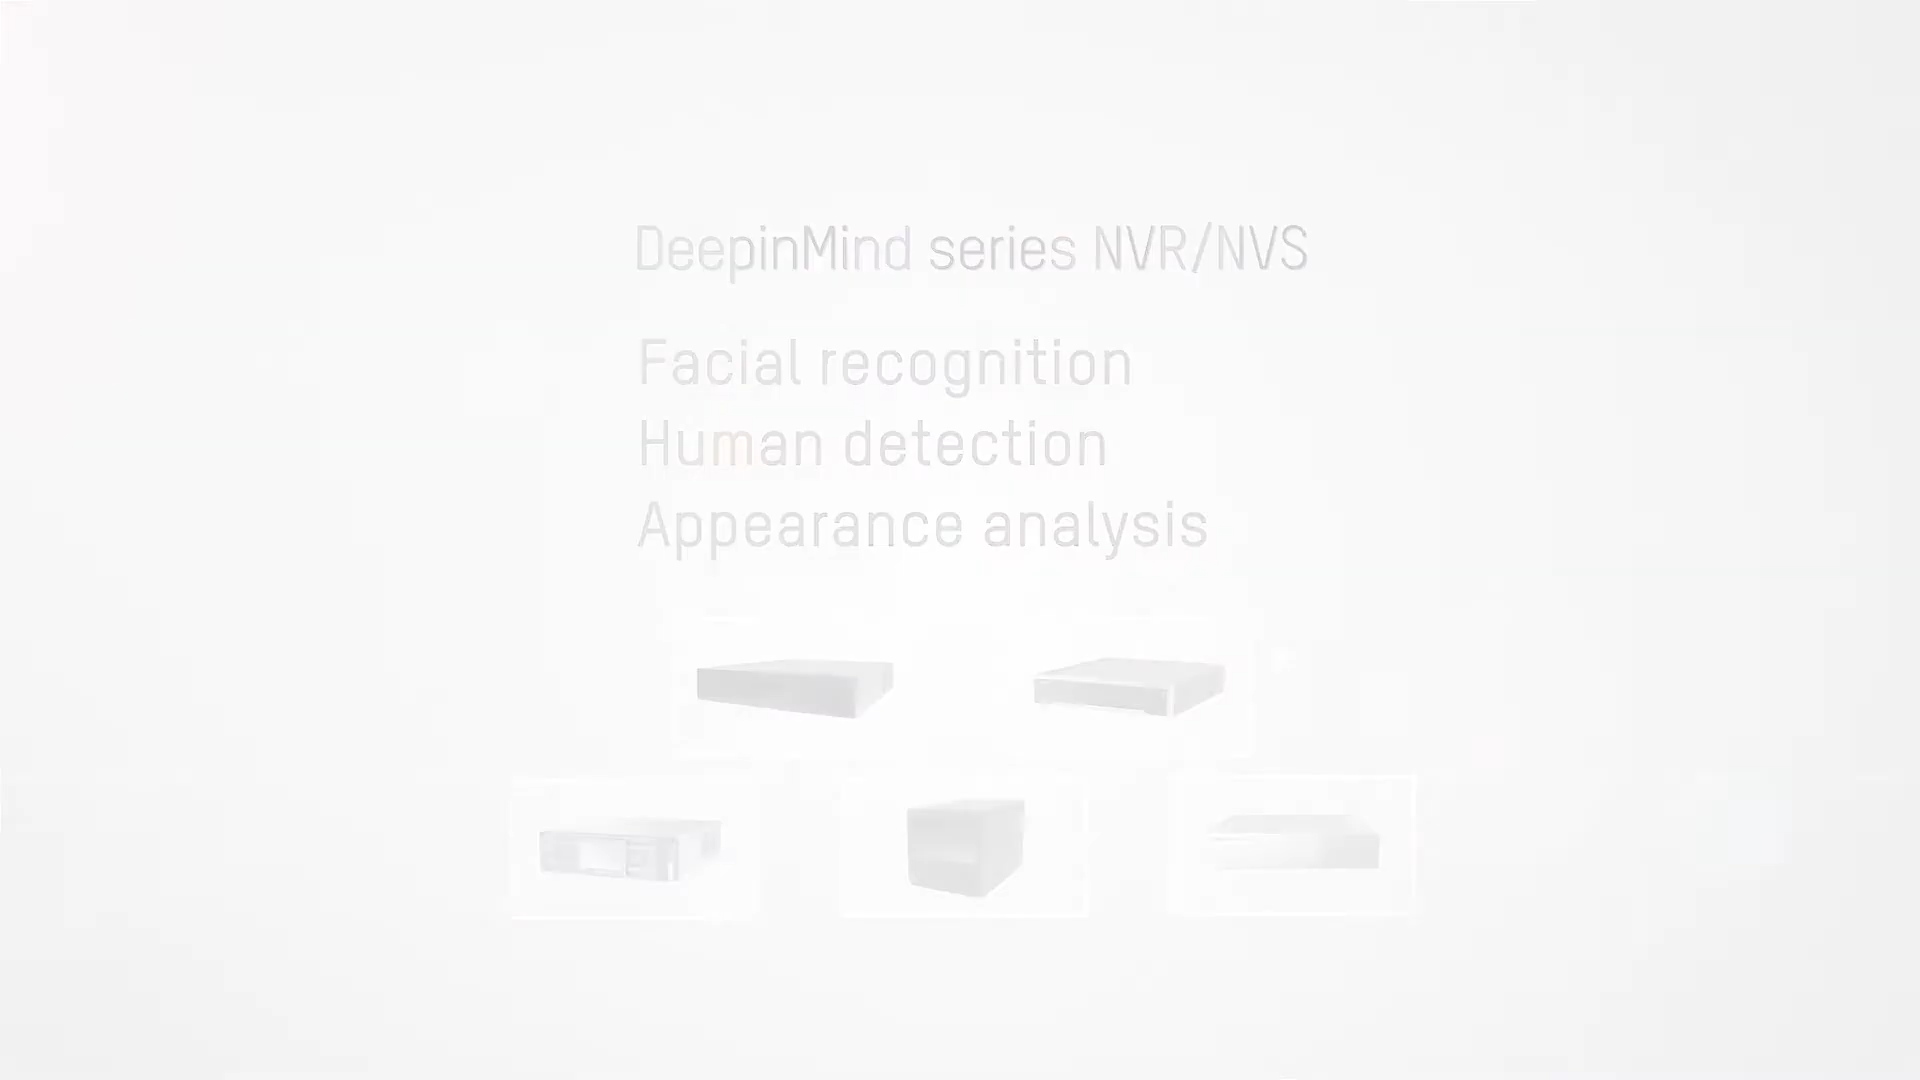 DeepinMind series NVR/NVS
Facial recognition
Human detection
Appearance analysis